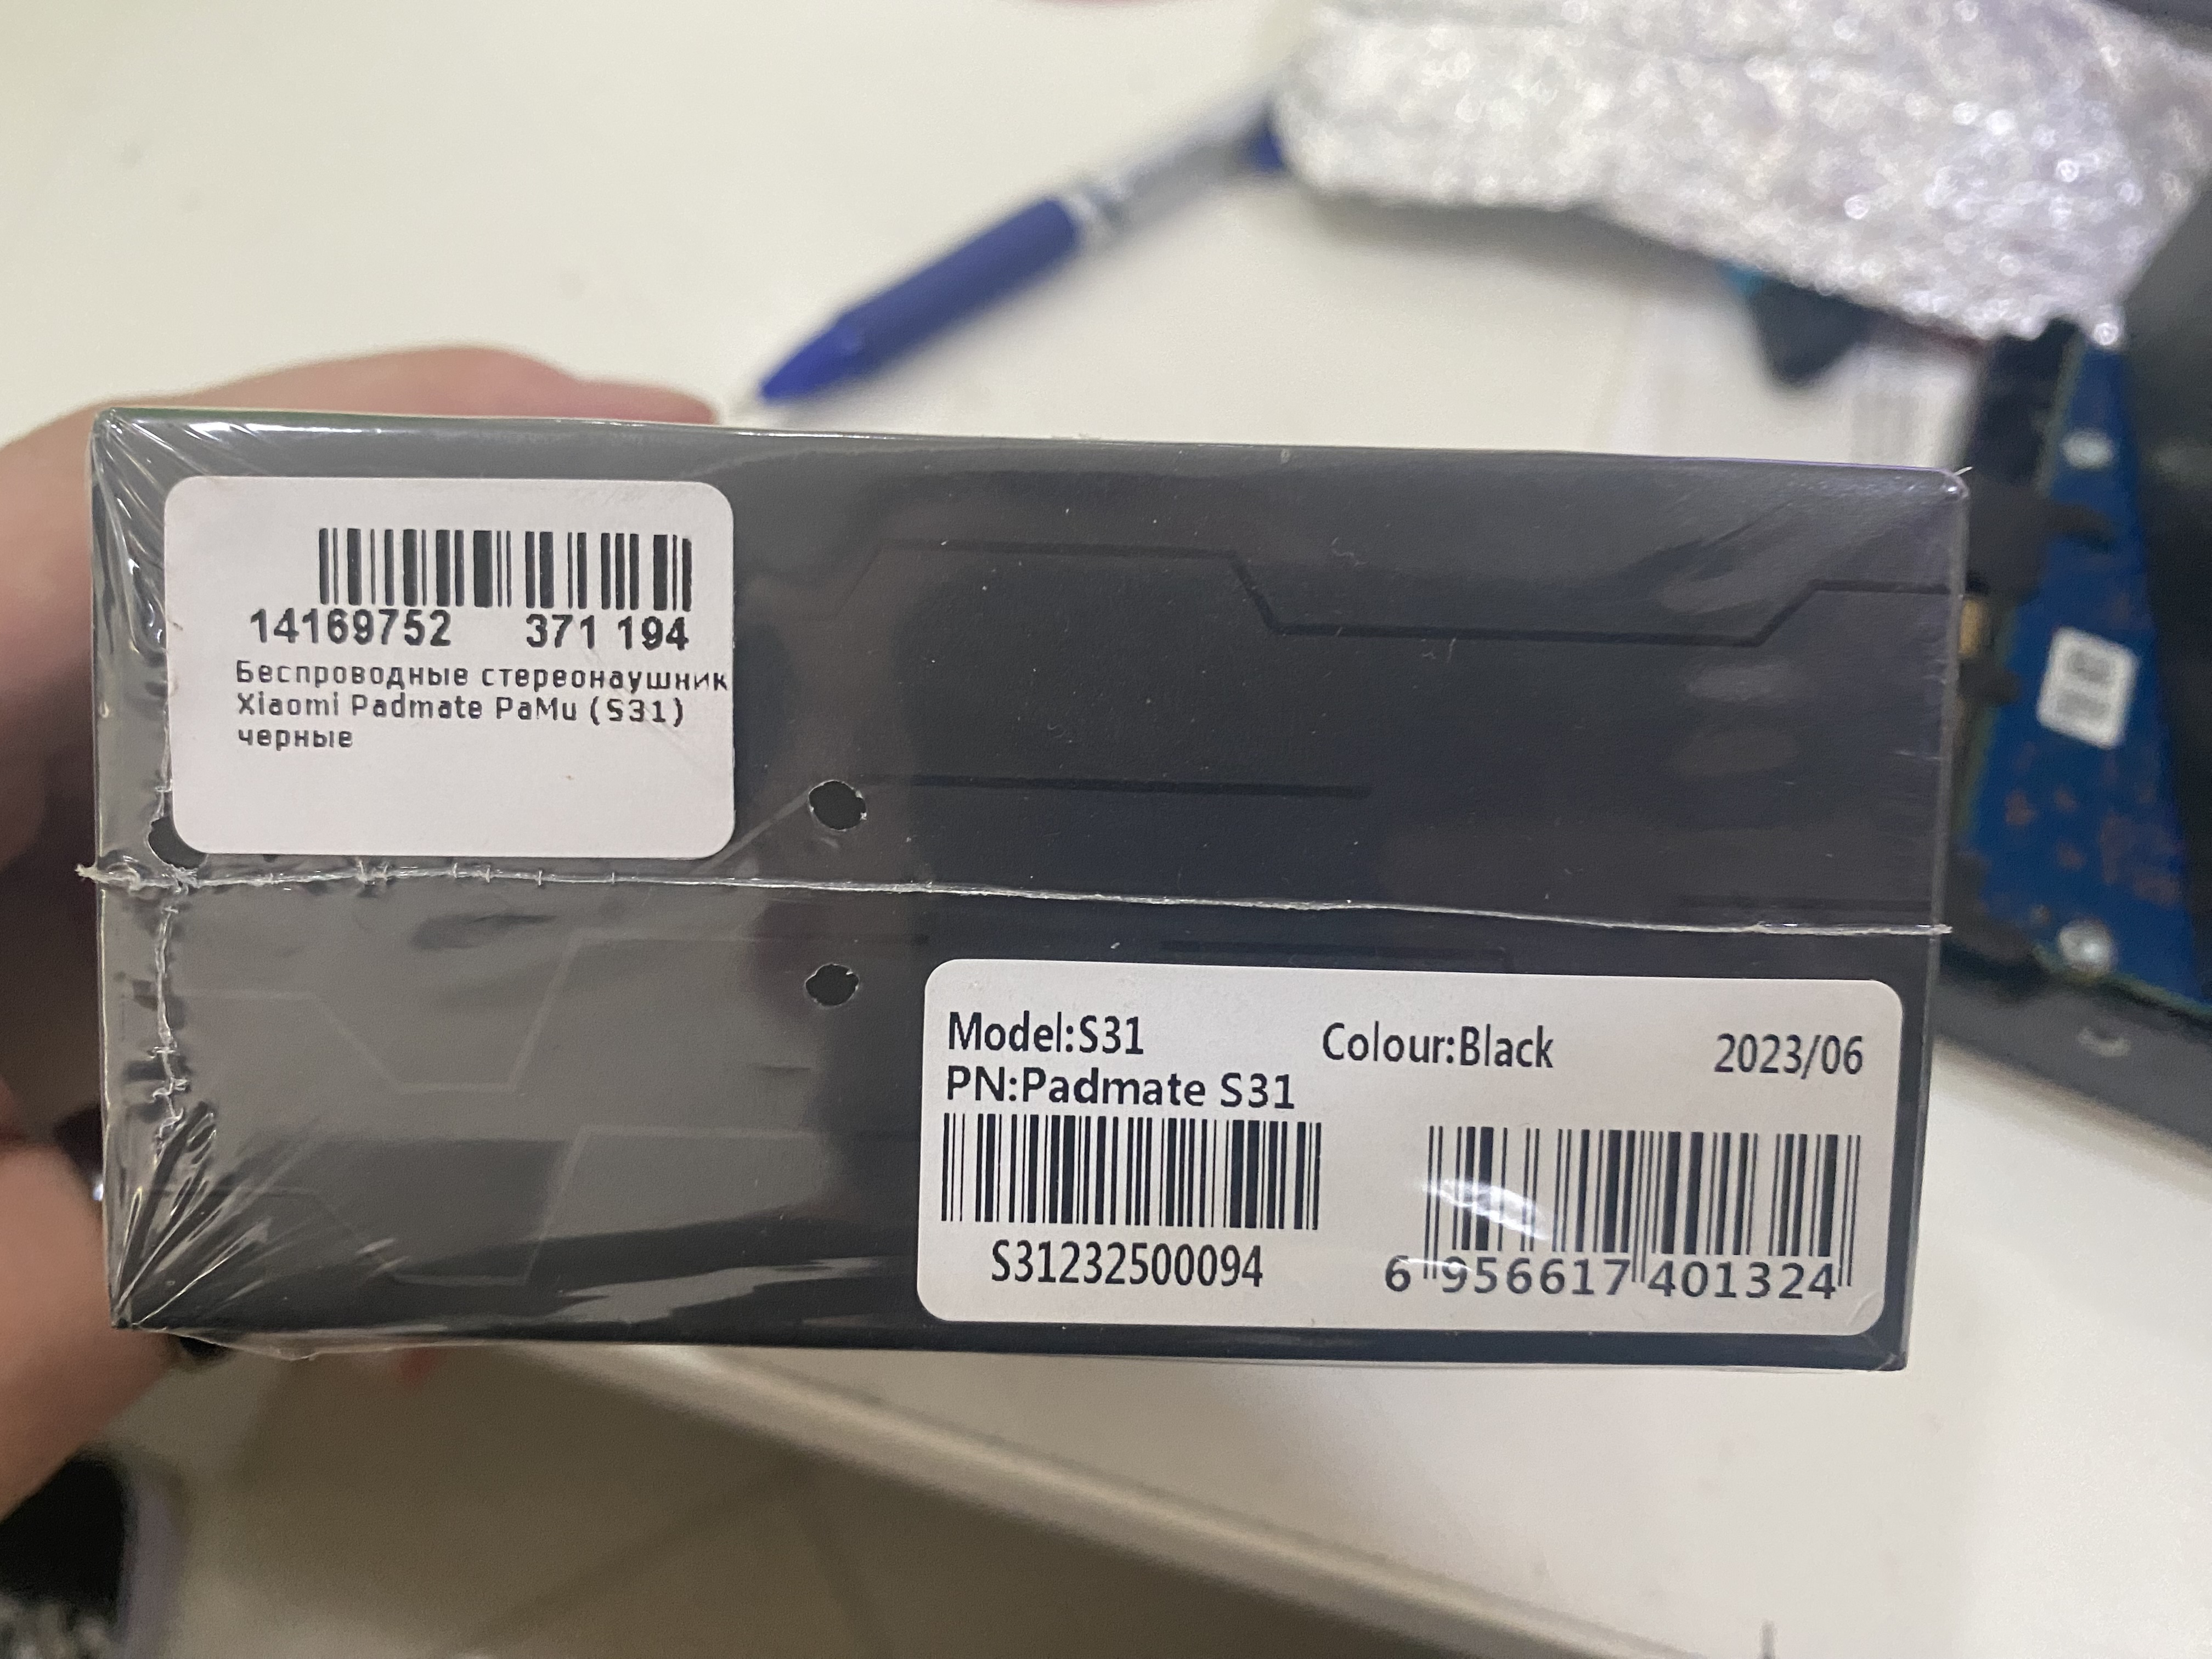 14169752 371 194
Беспроводные стереонаушник
Xiaomi Padmate PaMu (S31)
черные
Model:S31 Colour:Black 2023/06
PN:Padmate S31
S31232500094 6 956617 401324